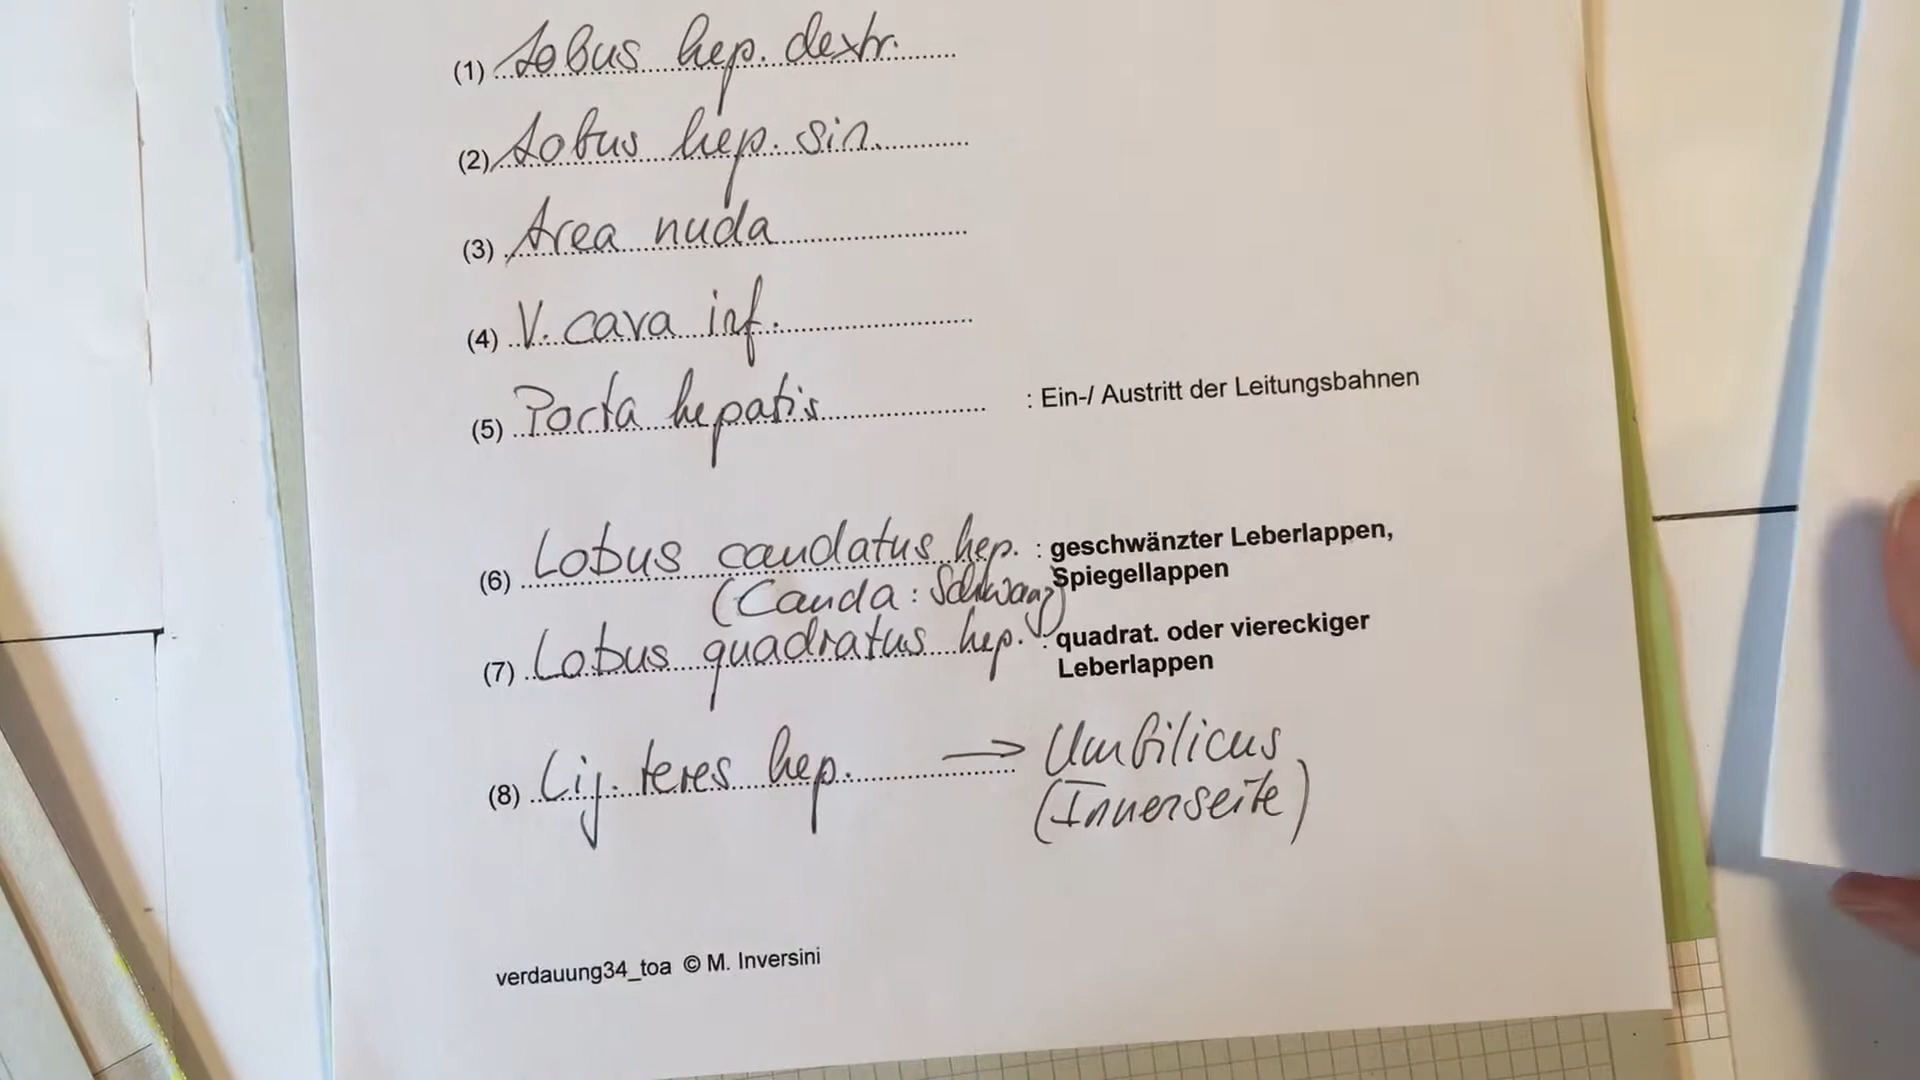 (1) Lobus hep. dextr.
(2) Lobus hep. sin.
(3) Area nuda
(4) V. cava inf.
(5) Porta hepatis : Ein-/ Austritt der Leitungsbahnen
(6) Lobus caudatus hep. : geschwänzter Leberlappen,
(Cauda : Schwanz) Spiegellappen
(7) Lobus quadratus hep. : quadrat. oder viereckiger
Leberlappen
(8) Lig. teres hep. → Umbilicus
(Innenseite)
verdauung34_toa © M. Inversini